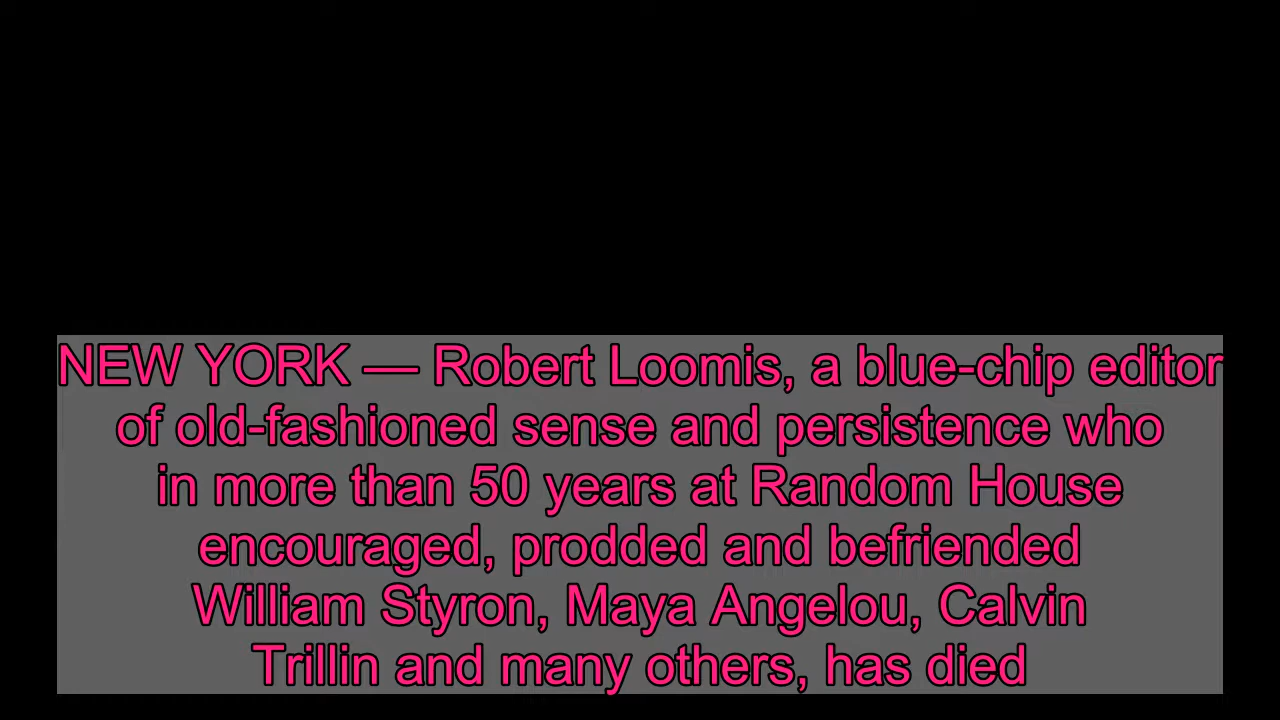 NEW YORK — Robert Loomis, a blue-chip editor
of old-fashioned sense and persistence who
in more than 50 years at Random House
encouraged, prodded and befriended
William Styron, Maya Angelou, Calvin
Trillin and many others, has died